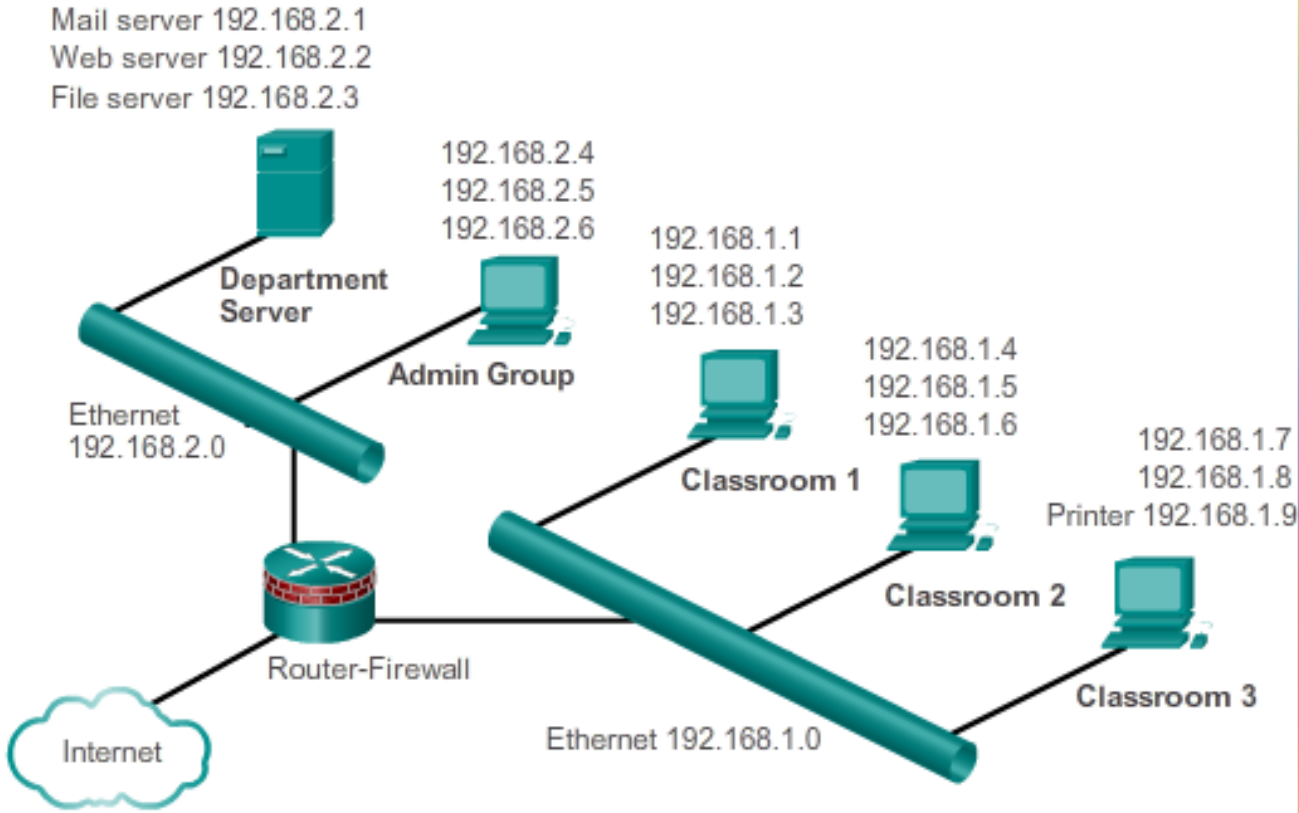 Mail server 192.168.2.1
Web server 192.168.2.2
File server 192.168.2.3
192.168.2.4
192.168.2.5
192.168.2.6
Department
Server
Admin Group
192.168.1.1
192.168.1.2
192.168.1.3
Classroom 1
192.168.1.4
192.168.1.5
192.168.1.6
Classroom 2
192.168.1.7
192.168.1.8
Printer 192.168.1.9
Classroom 3
Ethernet
192.168.2.0
Router-Firewall
Ethernet 192.168.1.0
Internet